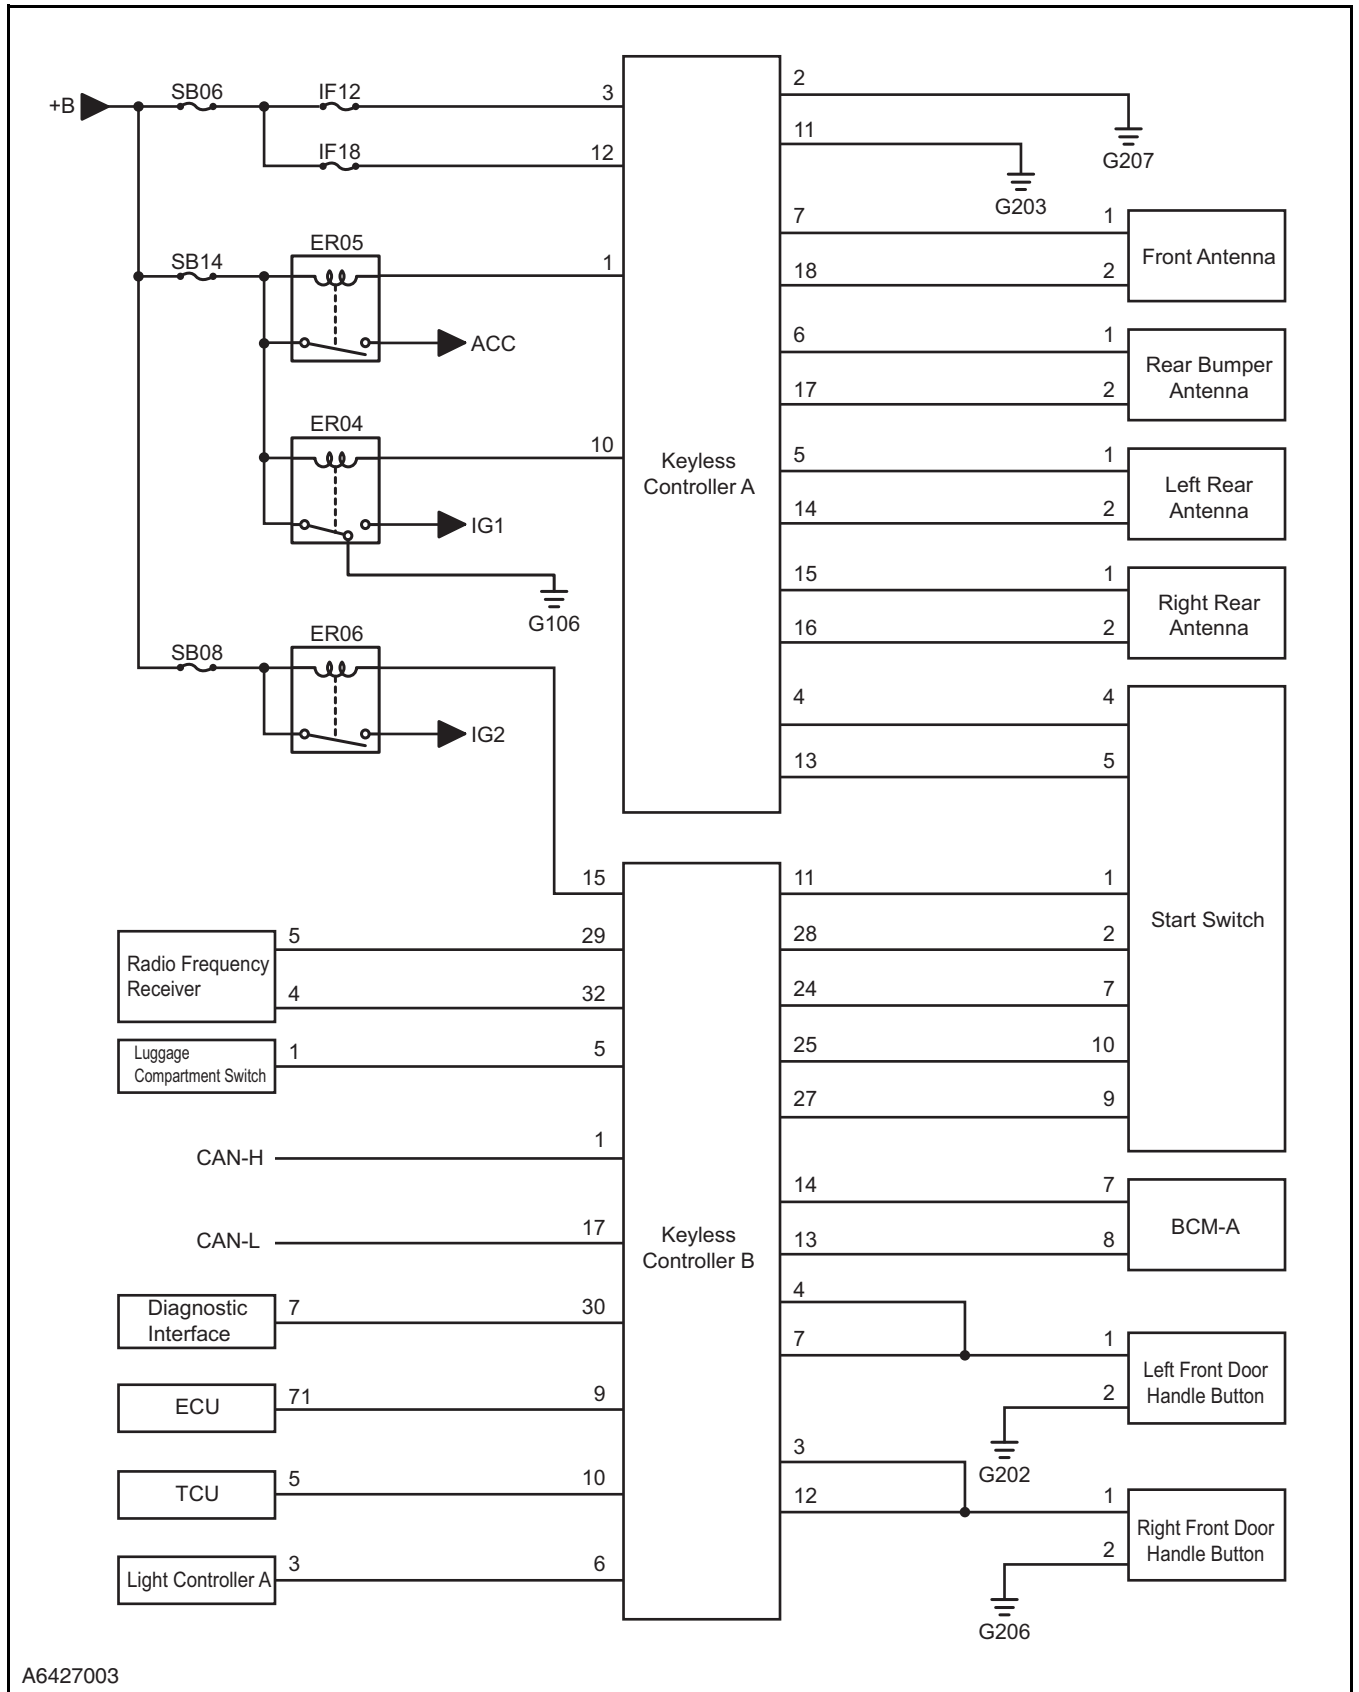 +B
SB06
IF12
3
IF18
12
SB14
ER05
1
ACC
ER04
10
IG1
G106
SB08
ER06
IG2
Keyless
Controller A
2
G207
11
G203
7
1
18
2
Front Antenna
6
1
17
2
Rear Bumper
Antenna
5
1
14
2
Left Rear
Antenna
15
1
16
2
Right Rear
Antenna
4
4
13
5
15
Radio Frequency
Receiver
5
29
4
32
Luggage
Compartment Switch
1
5
CAN-H
1
CAN-L
17
Diagnostic
Interface
7
30
ECU
71
9
TCU
5
10
Light Controller A
3
6
Keyless
Controller B
11
1
28
2
24
7
25
10
27
9
Start Switch
14
7
13
8
BCM-A
4
7
1
2
Left Front Door
Handle Button
G202
3
12
1
2
Right Front Door
Handle Button
G206
A6427003